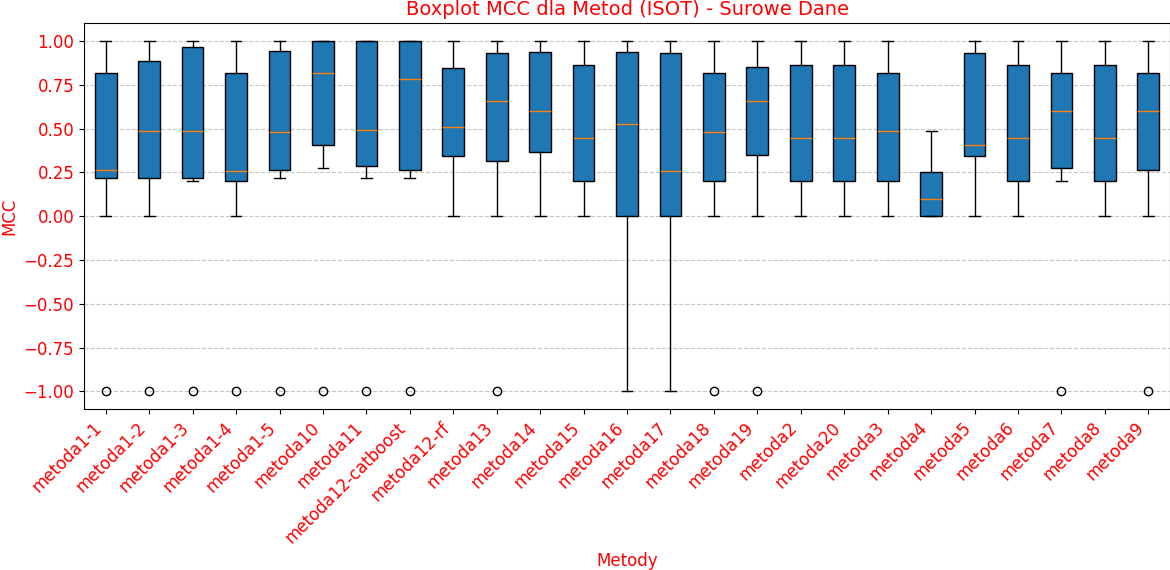 Boxplot MCC dla Metod (ISOT) - Surowe Dane
MCC
1.00
0.75
0.50
0.25
0.00
−0.25
−0.50
−0.75
−1.00
metoda1-1
metoda1-2
metoda1-3
metoda1-4
metoda1-5
metoda10
metoda11
metoda12-catboost
metoda12-rf
metoda13
metoda14
metoda15
metoda16
metoda17
metoda18
metoda19
metoda2
metoda20
metoda3
metoda4
metoda5
metoda6
metoda7
metoda8
metoda9
Metody